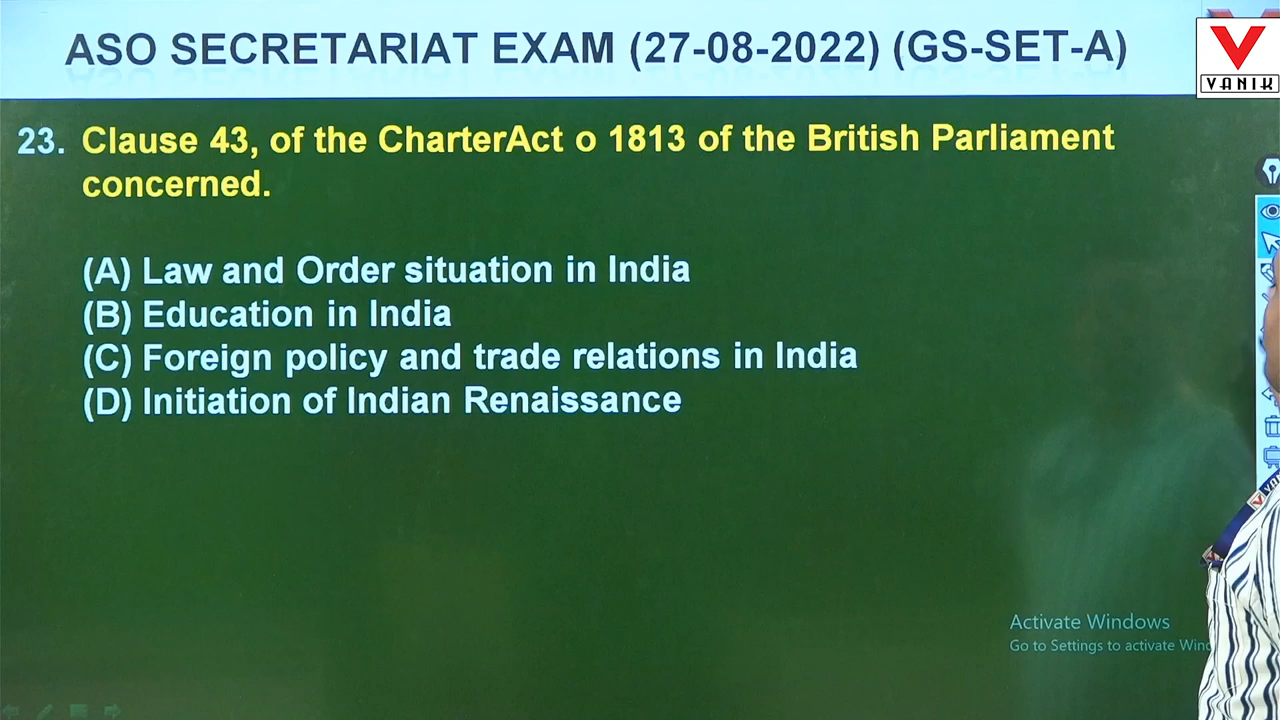 ASO SECRETARIAT EXAM (27-08-2022) (GS-SET-A)
VANIK
23. Clause 43, of the CharterAct o 1813 of the British Parliament
concerned.
(A) Law and Order situation in India
(B) Education in India
(C) Foreign policy and trade relations in India
(D) Initiation of Indian Renaissance
Activate Windows
Go to Settings to activate